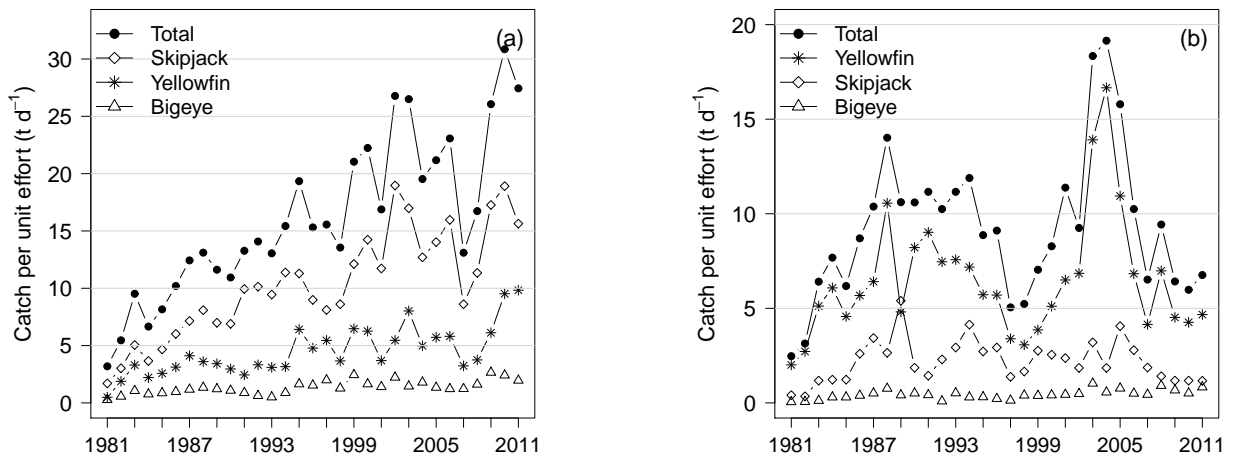 Catch per unit effort (t d⁻¹)
0
5
10
15
20
25
30
1981
1987
1993
1999
2005
2011
Total
Skipjack
Yellowfin
Bigeye
(a)
Catch per unit effort (t d⁻¹)
0
5
10
15
20
1981
1987
1993
1999
2005
2011
Total
Yellowfin
Skipjack
Bigeye
(b)